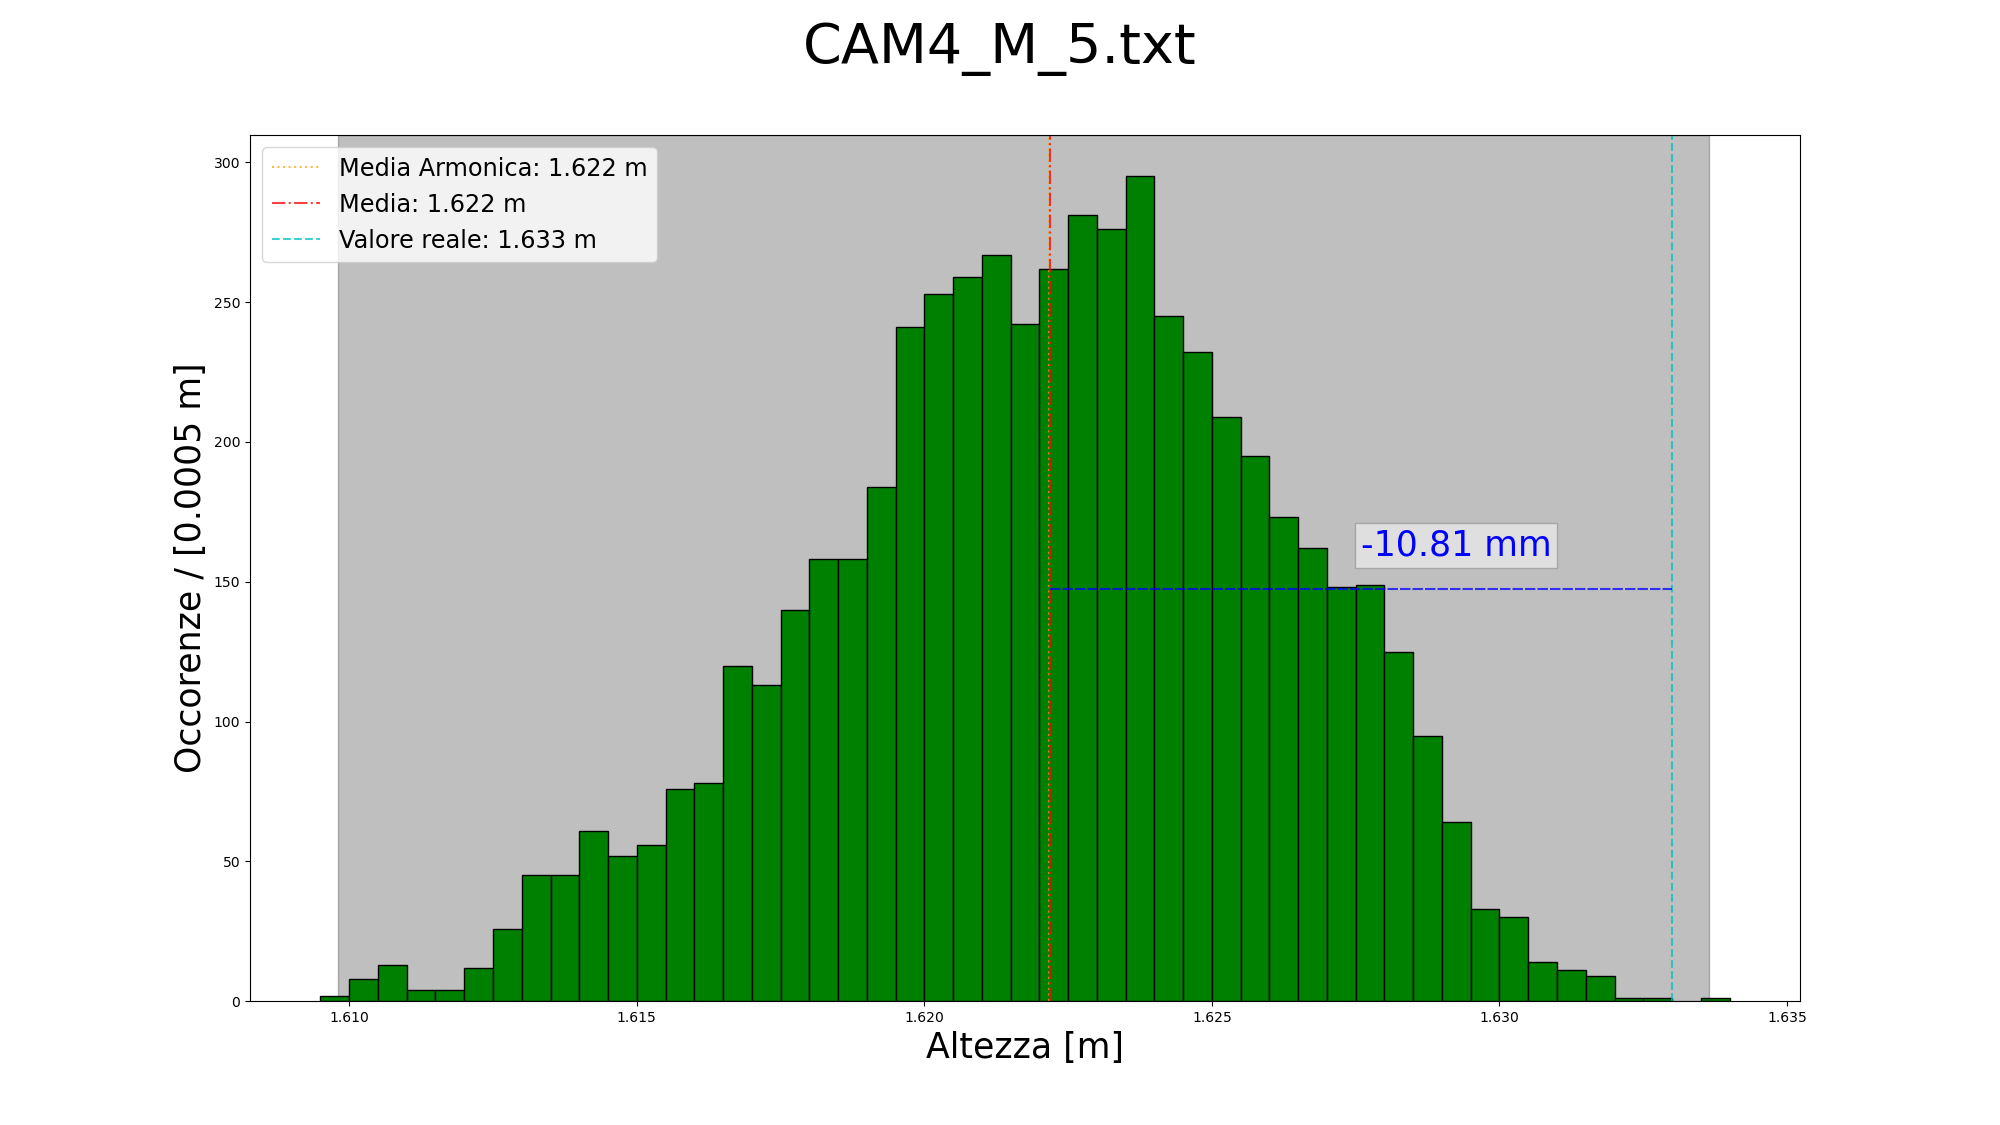 CAM4_M_5.txt
Media Armonica: 1.622 m
Media: 1.622 m
Valore reale: 1.633 m
300
250
200
150
100
50
0
Occorenze / [0.0005 m]
-10.81 mm
1.610 1.615 1.620 1.625 1.630 1.635
Altezza [m]